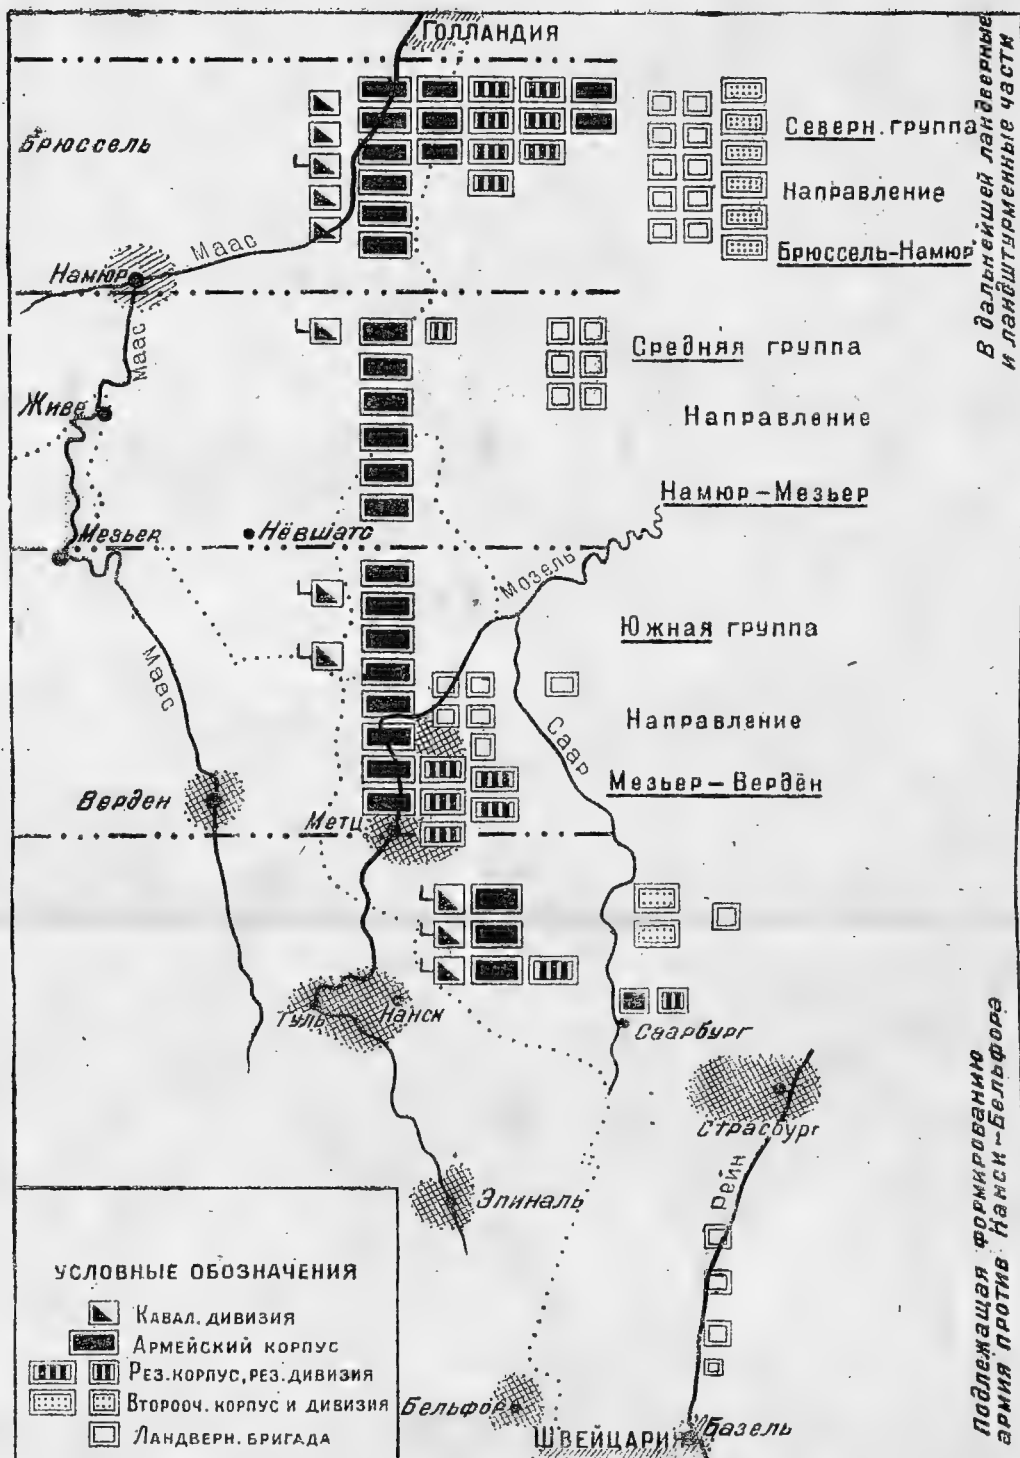 Голландия
В дальнейшей ландверные
и ландштурменные части
Брюссель
Северн. группа
Направление
Брюссель-Намюр
Маас
Намюр
Маас
Средняя группа
Живе
Направление
Намюр-Мезьер
Мезьер
Нёвшато
Мозель
Южная группа
Маас
Саар
Направление
Мезьер-Верден
Верден
Метц
Туль
Нанси
Саарбург
Страсбург
Рейн
Эпиналь
Подлежащая формированию
армия против Нанси-Бельфора
Условные обозначения
Кавал. дивизия
Армейский корпус
Рез. корпус, рез. дивизия
Второоч. корпус и дивизия
Ландверн. бригада
Бельфор
Швейцария
Базель